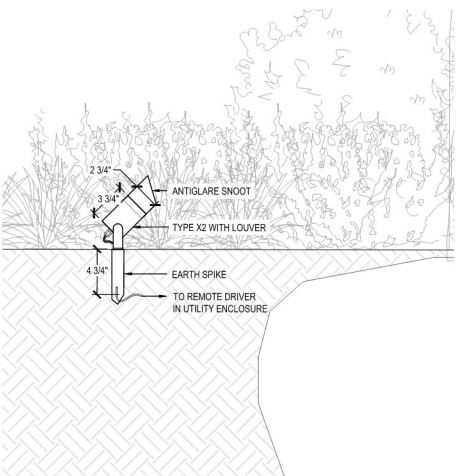 2 3/4"
ANTIGLARE SNOOT
3 3/4"
TYPE X2 WITH LOUVER
4 3/4"
EARTH SPIKE
TO REMOTE DRIVER
IN UTILITY ENCLOSURE